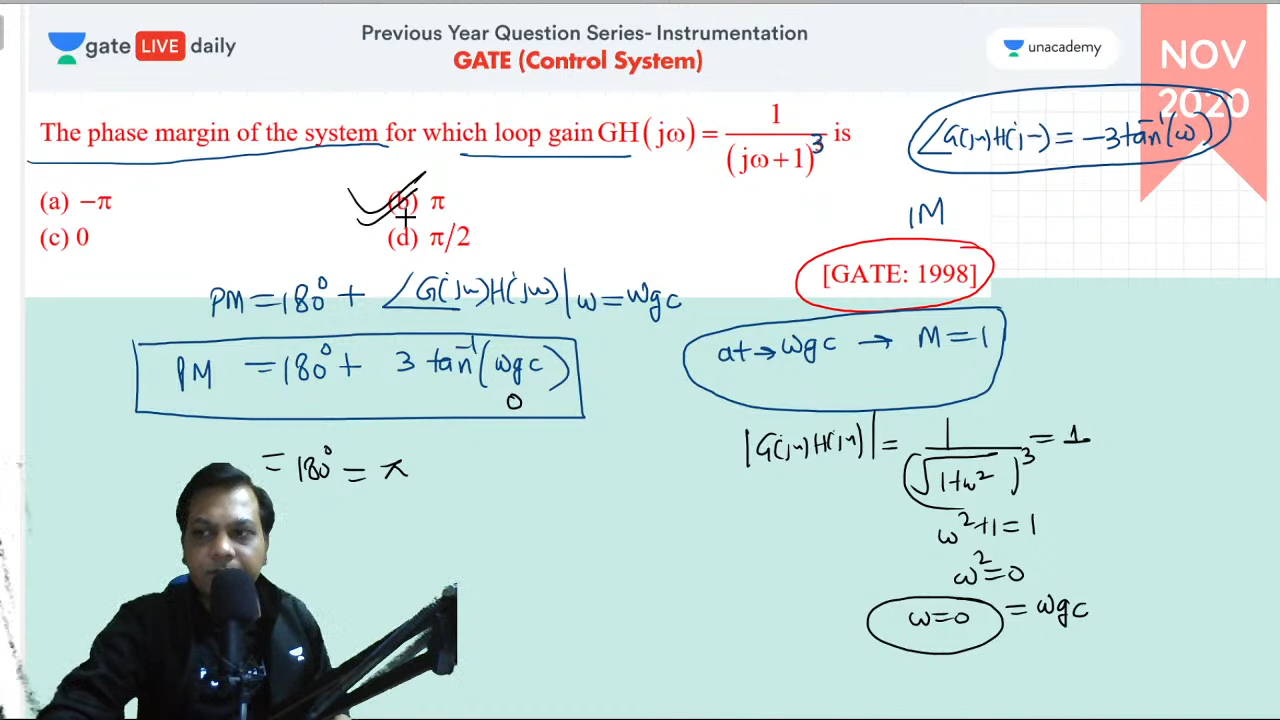 gate LIVE daily
Previous Year Question Series- Instrumentation
GATE (Control System)
unacademy
NOV
2020
The phase margin of the system for which loop gain GH(jω) = 1/(jω+1)^3 is
∠G(jω)H(jω) = −3tan⁻¹(ω)
(a) −π
(b) π
(c) 0
(d) π/2
1M
[GATE: 1998]
PM = 180° + ∠G(jω)H(jω)|ω=ωgc
PM = 180° + 3 tan⁻¹(ωgc)
0
= 180° = π
at → ωgc → M = 1
|G(jω)H(jω)| = 1/(√1+ω²)^3 = 1
ω²+1 = 1
ω² = 0
ω=0 = ωgc